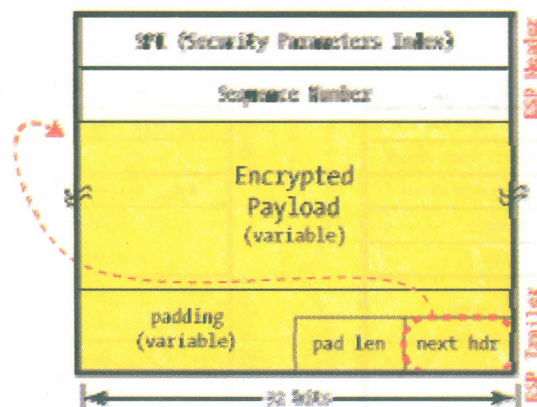 SPI (Security Parameters Index)
ESP Header
Sequence Number
Encrypted
Payload
(variable)
padding
(variable)
pad len
next hdr
ESP Trailer
32 bits